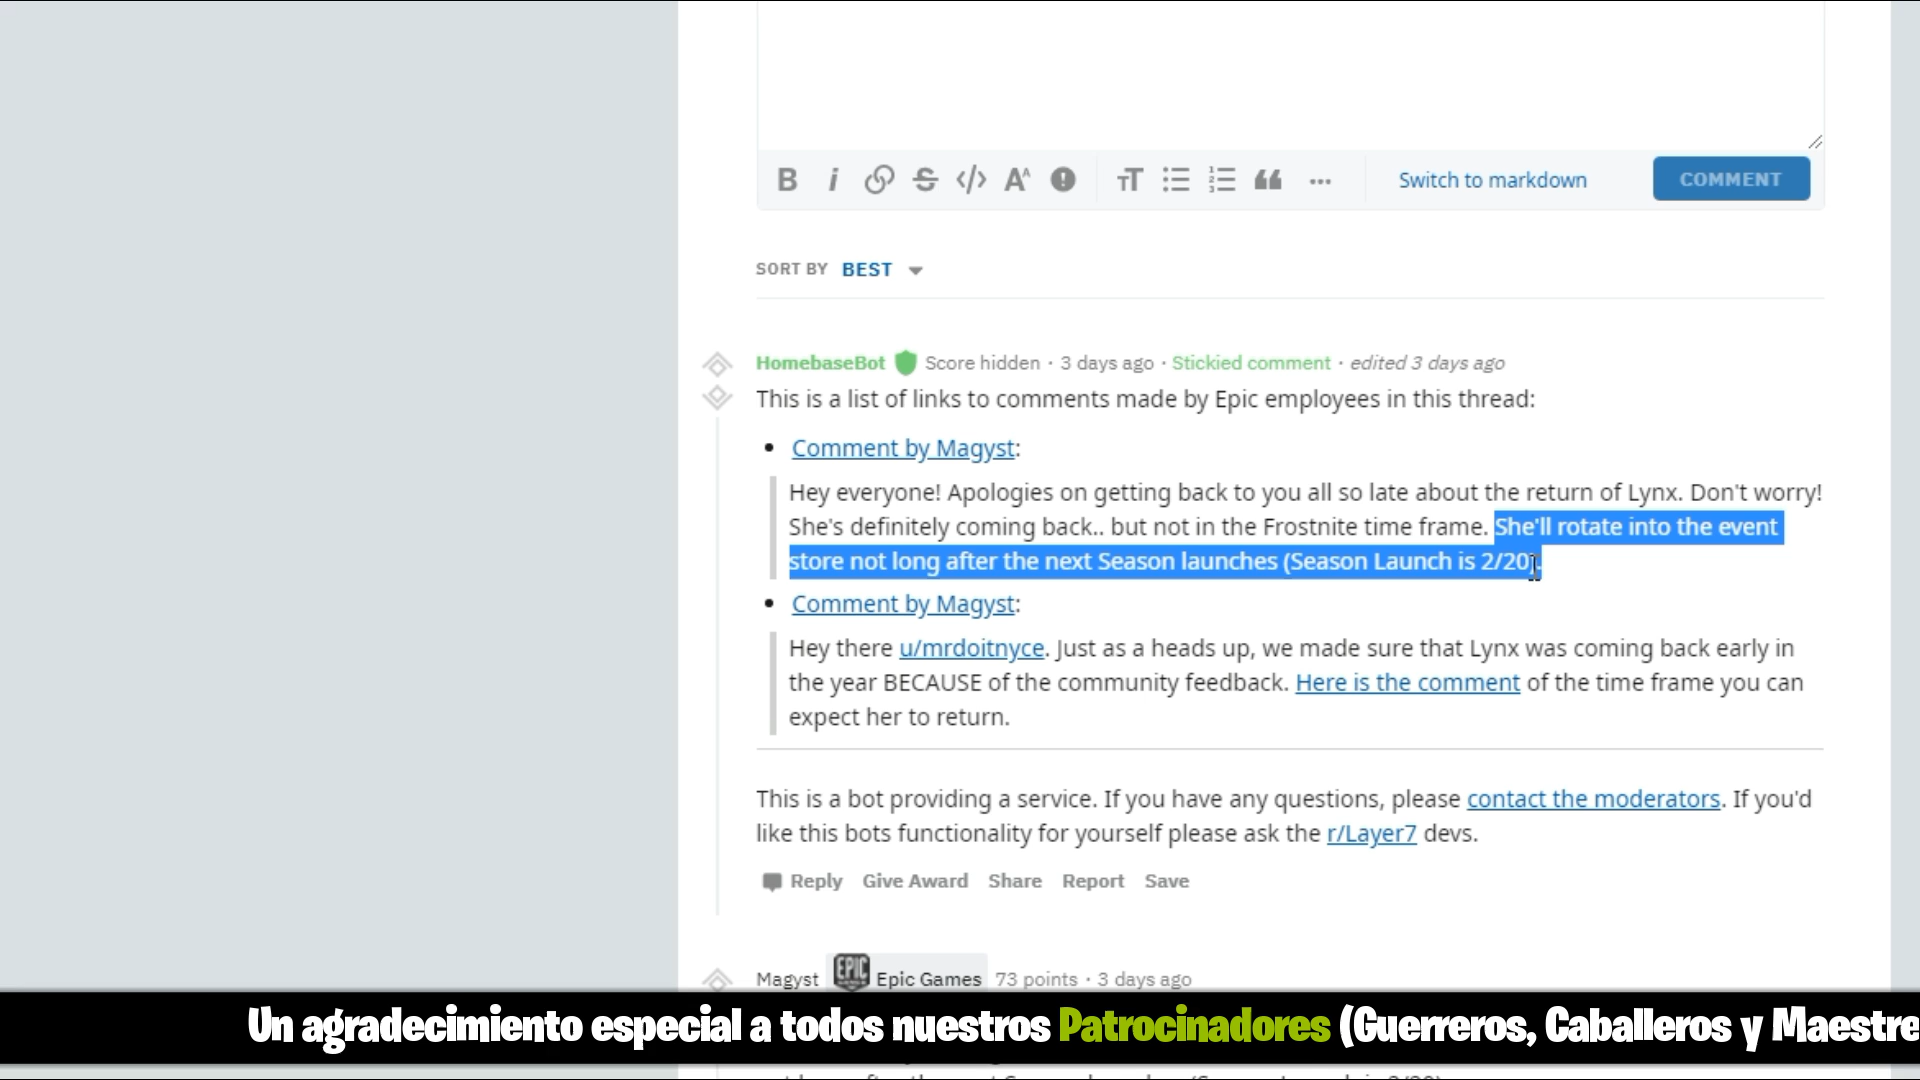 Switch to markdown
COMMENT
SORT BY BEST
HomebaseBot Score hidden · 3 days ago · Stickied comment · edited 3 days ago
This is a list of links to comments made by Epic employees in this thread:
• Comment by Magyst:
Hey everyone! Apologies on getting back to you all so late about the return of Lynx. Don't worry!
She's definitely coming back.. but not in the Frostnite time frame. She'll rotate into the event
store not long after the next Season launches (Season Launch is 2/20).
• Comment by Magyst:
Hey there u/mrdoitnyce. Just as a heads up, we made sure that Lynx was coming back early in
the year BECAUSE of the community feedback. Here is the comment of the time frame you can
expect her to return.
This is a bot providing a service. If you have any questions, please contact the moderators. If you'd
like this bots functionality for yourself please ask the r/Layer7 devs.
Reply Give Award Share Report Save
Magyst EPIC Epic Games 73 points · 3 days ago
Un agradecimiento especial a todos nuestros Patrocinadores (Guerreros, Caballeros y Maestre